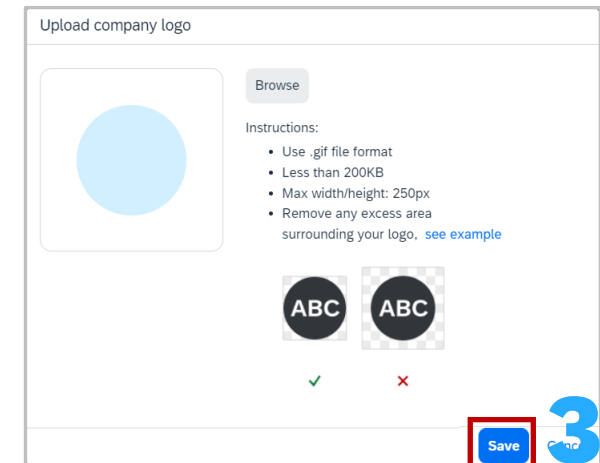 Upload company logo
Browse
Instructions:
• Use .gif file format
• Less than 200KB
• Max width/height: 250px
• Remove any excess area
surrounding your logo, see example
ABC ABC
Save
3